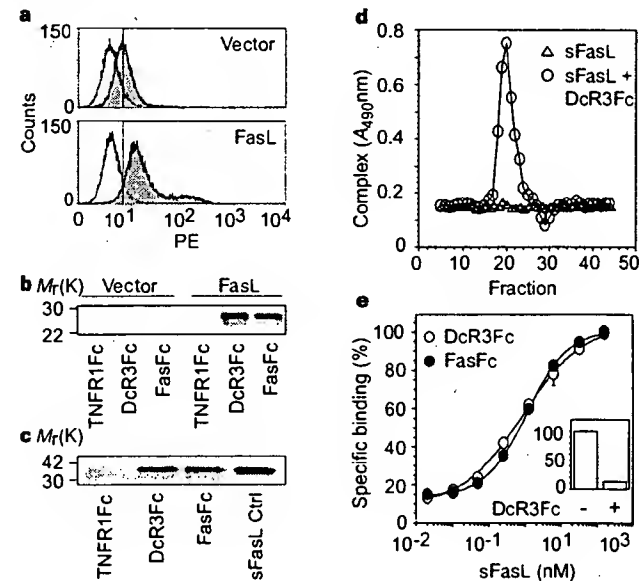 a
150
Vector
0
150
FasL
0
Counts
0 10¹ 10² 10³ 10⁴
PE
b Mr(K) Vector FasL
30
22
TNFR1Fc
DcR3Fc
FasFc
TNFR1Fc
DcR3Fc
FasFc
c Mr(K)
42
30
TNFR1Fc
DcR3Fc
FasFc
sFasL Ctrl
d
0.8
0.6
0.4
0.2
0
Complex (A490nm)
△ sFasL
○ sFasL +
DcR3Fc
0 10 20 30 40 50
Fraction
e
100
80
60
40
20
0
Specific binding (%)
○ DcR3Fc
● FasFc
100
50
0
DcR3Fc - +
10⁻² 10⁻¹ 10¹ 10³
sFasL (nM)